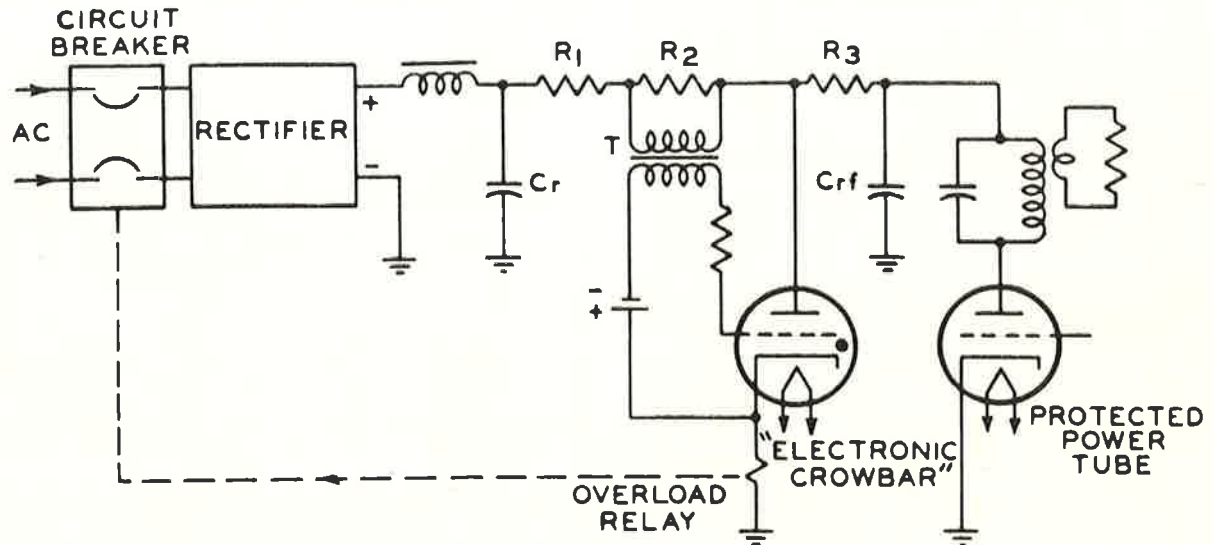 CIRCUIT
BREAKER
AC
RECTIFIER
+
-
R1
R2
R3
T
Cr
Crf
-
+
"ELECTRONIC
CROWBAR"
PROTECTED
POWER
TUBE
OVERLOAD
RELAY